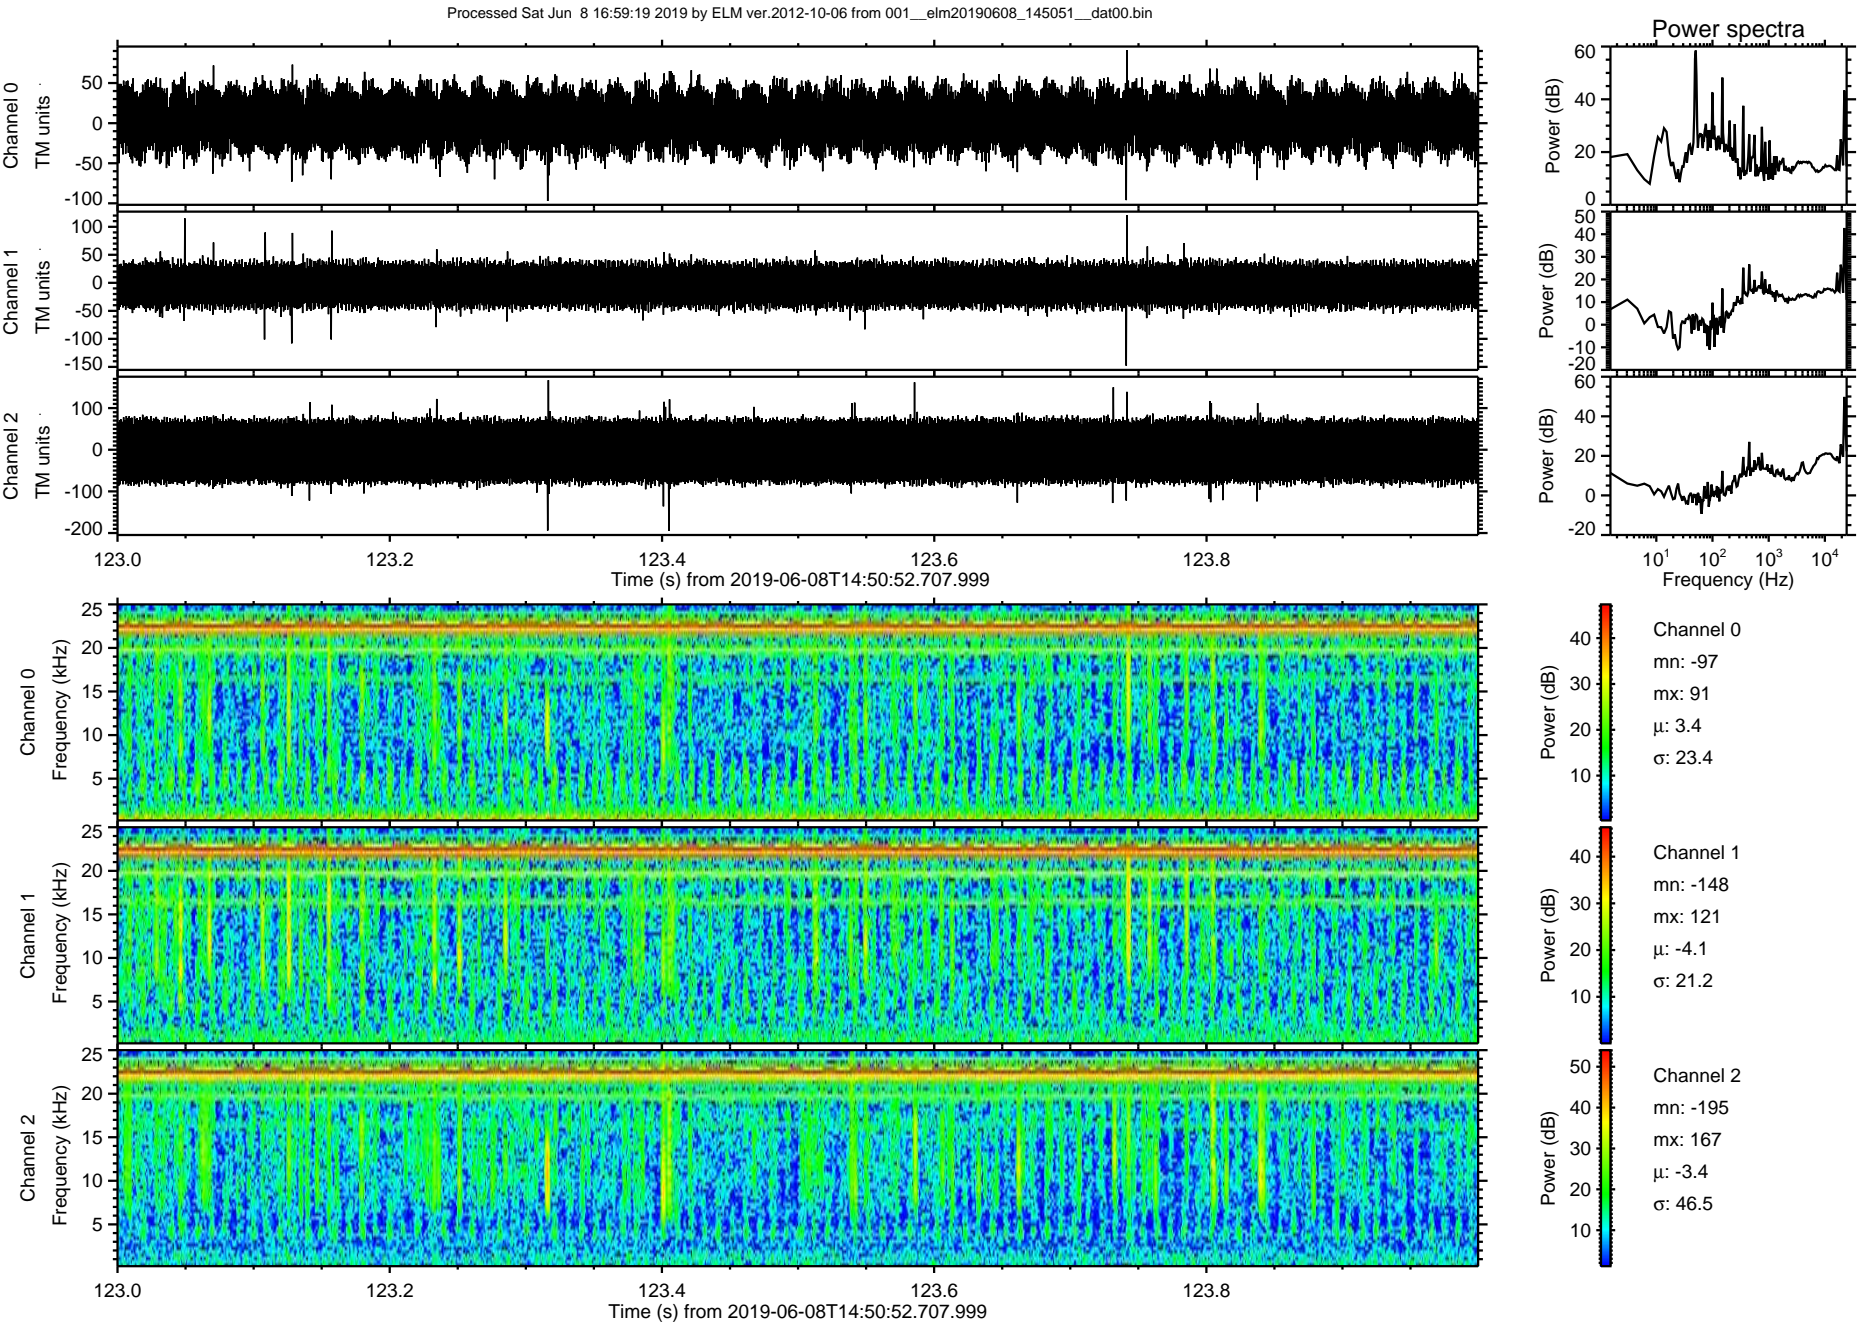 Processed Sat Jun  8 16:59:19 2019 by ELM ver.2012-10-06 from 001__elm20190608_145051__dat00.bin
Power spectra
Channel 0
TM units
50
0
-50
-100
Power (dB)
60
40
20
0
Channel 1
TM units
100
50
0
-50
-100
-150
Power (dB)
50
40
30
20
10
0
-10
-20
Channel 2
TM units
100
0
-100
-200
Power (dB)
60
40
20
0
-20
123.0 123.2 123.4 123.6 123.8
Time (s) from 2019-06-08T14:50:52.707.999
10^1 10^2 10^3 10^4
Frequency (Hz)
Channel 0
Frequency (kHz)
25
20
15
10
5
Power (dB)
40
30
20
10
Channel 0
mn: -97
mx: 91
μ: 3.4
σ: 23.4
Channel 1
Frequency (kHz)
25
20
15
10
5
Power (dB)
40
30
20
10
Channel 1
mn: -148
mx: 121
μ: -4.1
σ: 21.2
Channel 2
Frequency (kHz)
25
20
15
10
5
Power (dB)
50
40
30
20
10
Channel 2
mn: -195
mx: 167
μ: -3.4
σ: 46.5
123.0 123.2 123.4 123.6 123.8
Time (s) from 2019-06-08T14:50:52.707.999